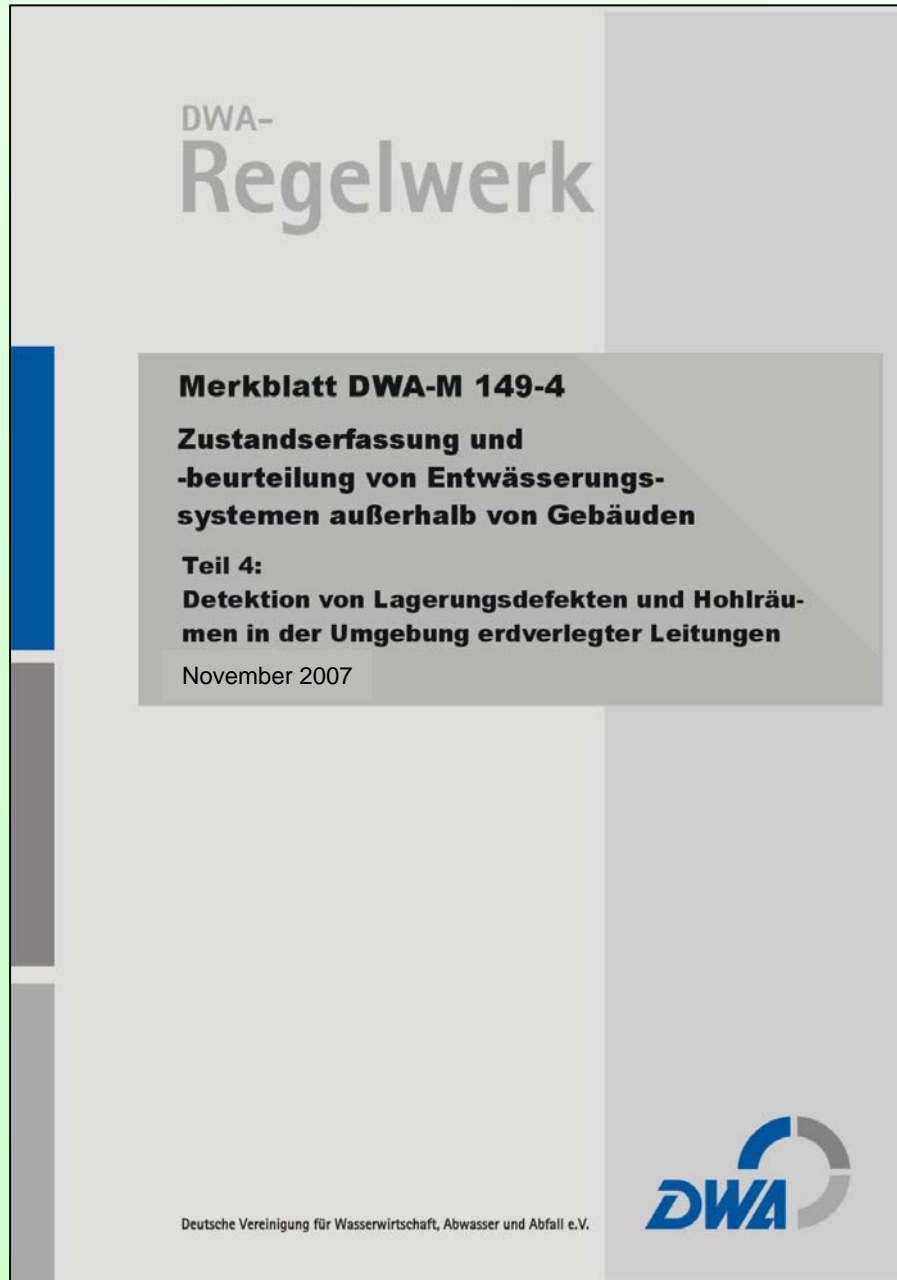 DWA-
Regelwerk
Merkblatt DWA-M 149-4
Zustandserfassung und
-beurteilung von Entwässerungs-
systemen außerhalb von Gebäuden
Teil 4:
Detektion von Lagerungsdefekten und Hohlräu-
men in der Umgebung erdverlegter Leitungen
November 2007
Deutsche Vereinigung für Wasserwirtschaft, Abwasser und Abfall e.V.
DWA